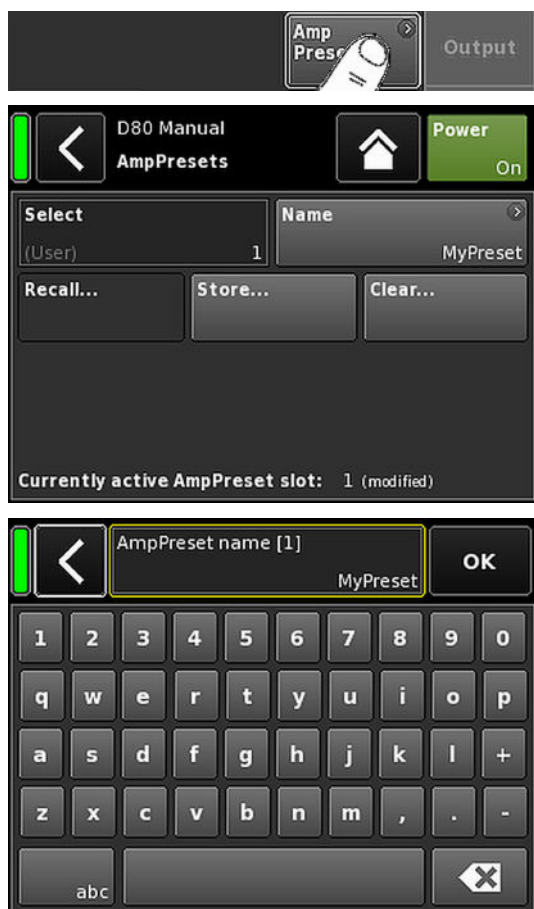 Amp
Output
D80 Manual
AmpPresets
Power
On
Select
(User) 1
Name
MyPreset
Recall...
Store...
Clear...
Currently active AmpPreset slot: 1 (modified)
AmpPreset name [1]
MyPreset
OK
1 2 3 4 5 6 7 8 9 0
q w e r t y u i o p
a s d f g h j k l +
z x c v b n m , . -
abc